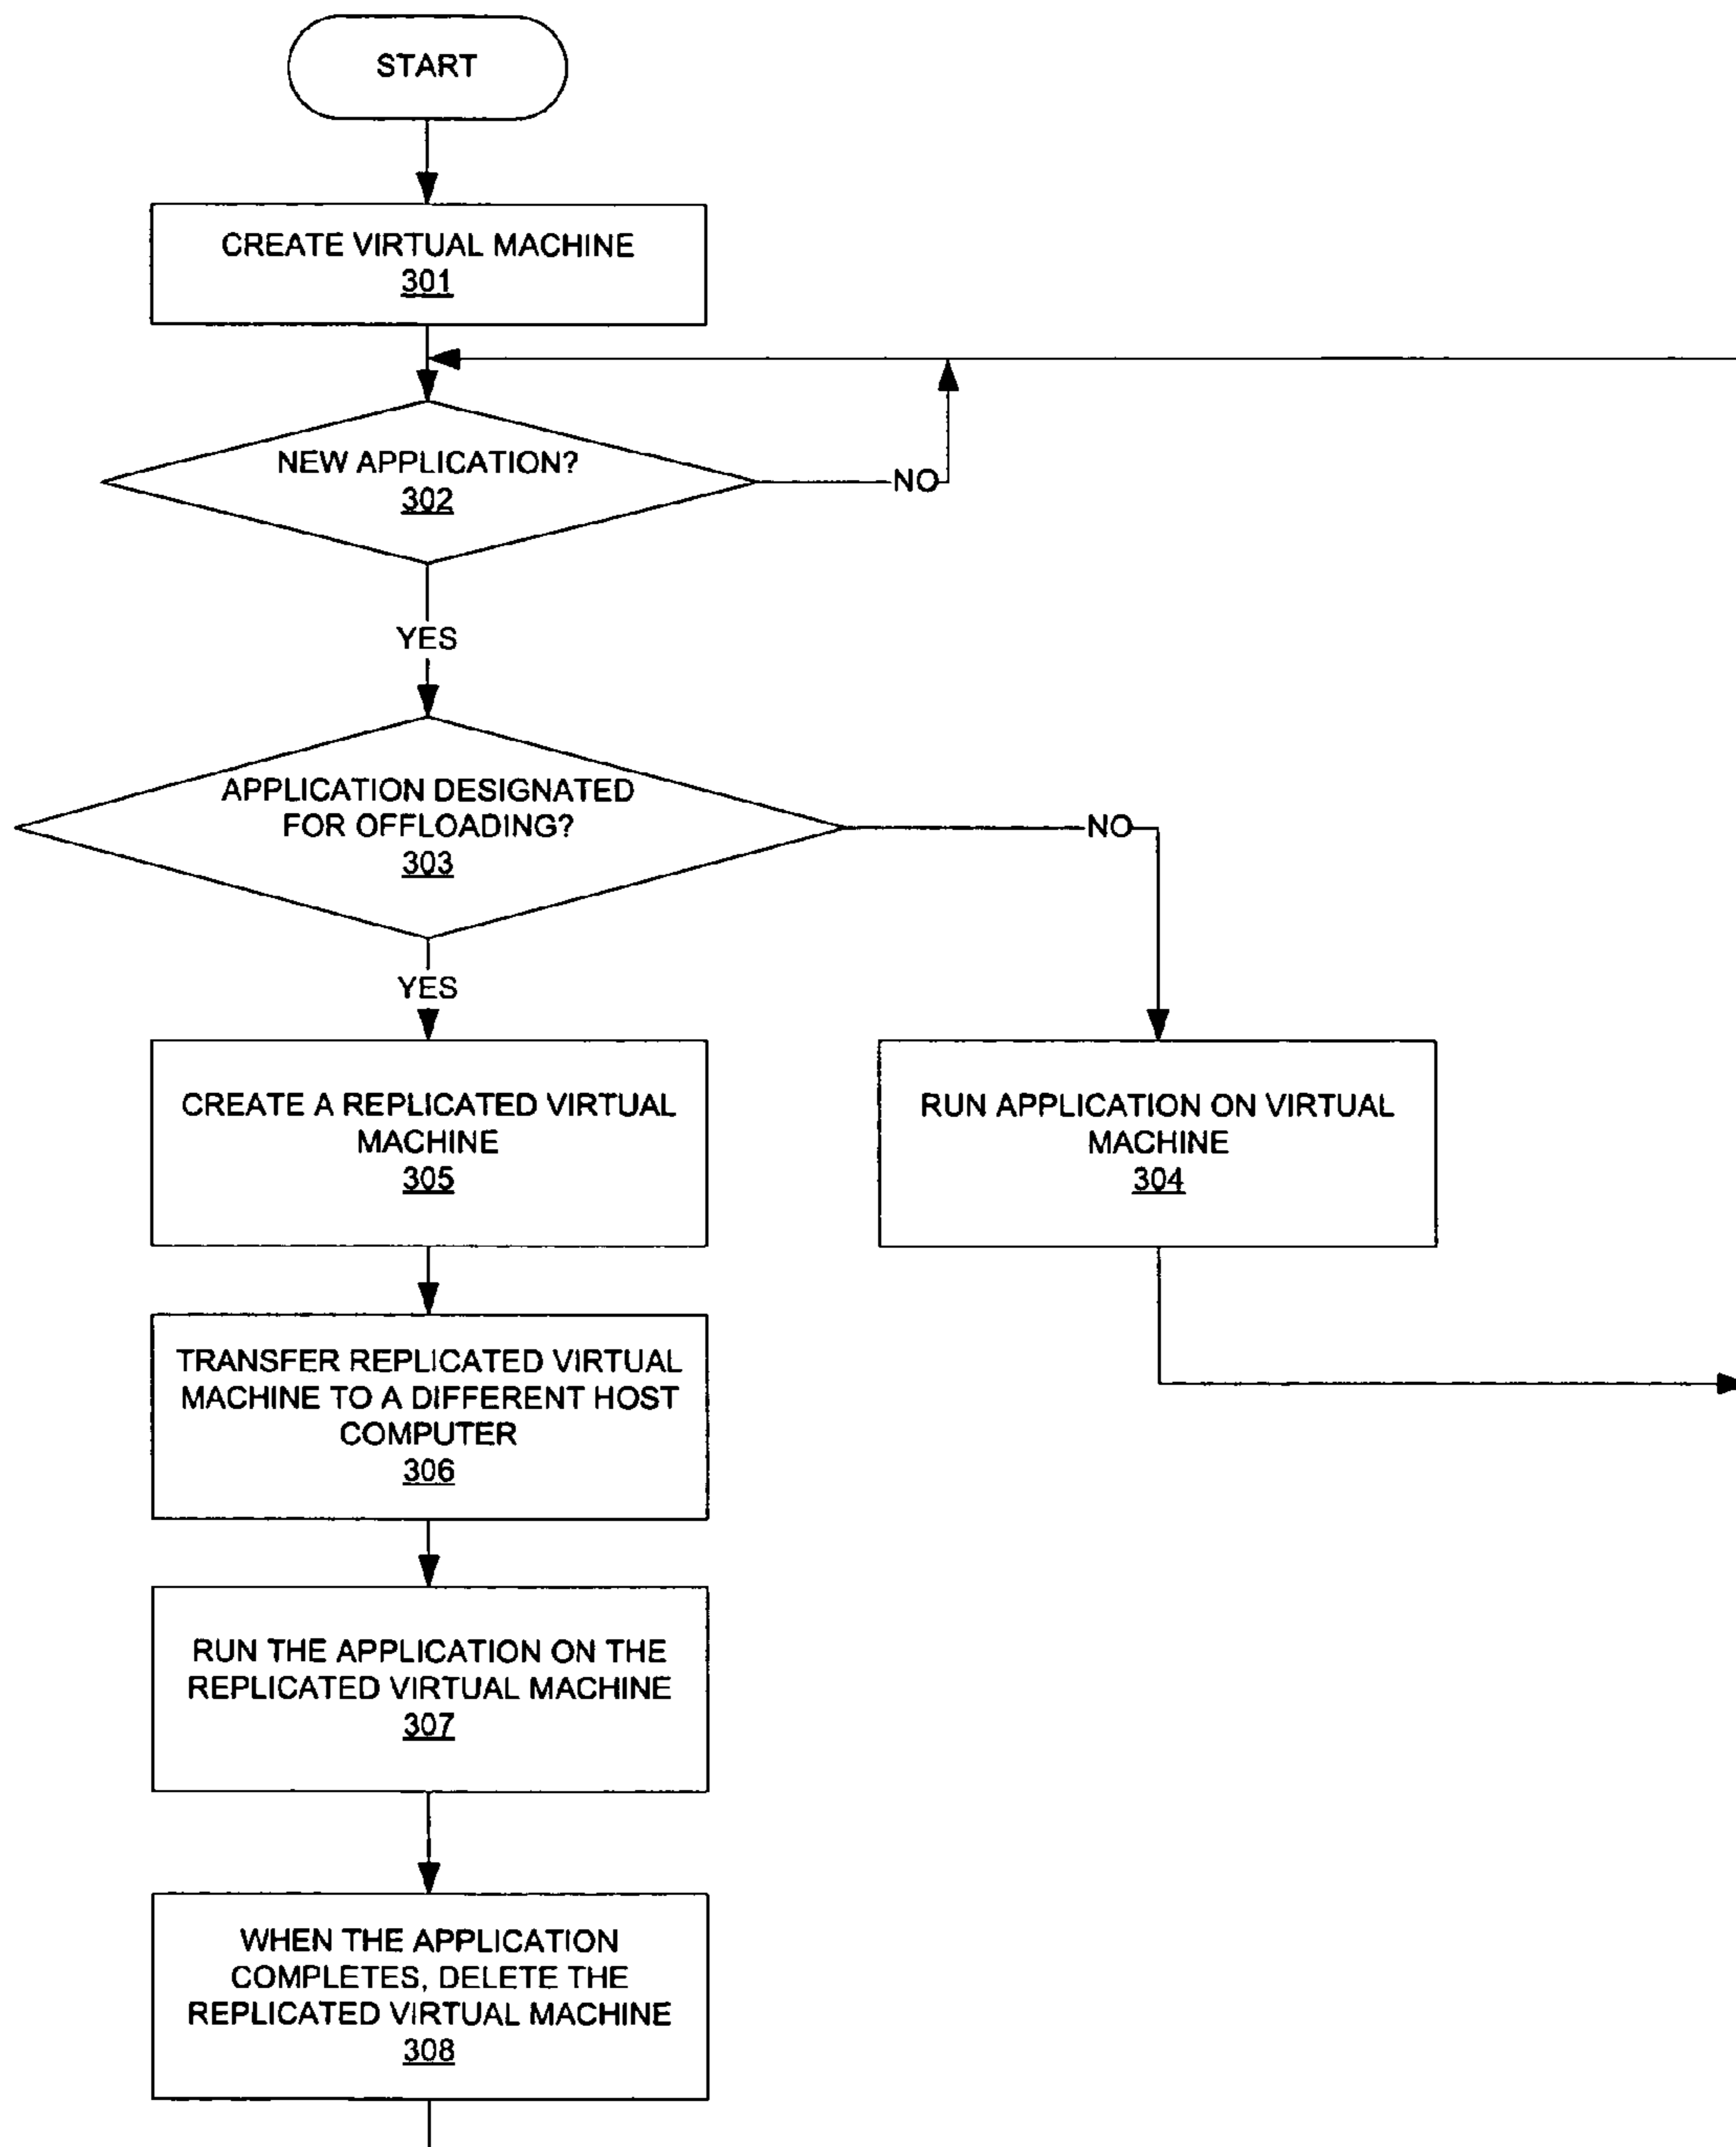 START
CREATE VIRTUAL MACHINE
301
NEW APPLICATION?
302
NO
YES
APPLICATION DESIGNATED
FOR OFFLOADING?
303
NO
YES
CREATE A REPLICATED VIRTUAL
MACHINE
305
RUN APPLICATION ON VIRTUAL
MACHINE
304
TRANSFER REPLICATED VIRTUAL
MACHINE TO A DIFFERENT HOST
COMPUTER
306
RUN THE APPLICATION ON THE
REPLICATED VIRTUAL MACHINE
307
WHEN THE APPLICATION
COMPLETES, DELETE THE
REPLICATED VIRTUAL MACHINE
308